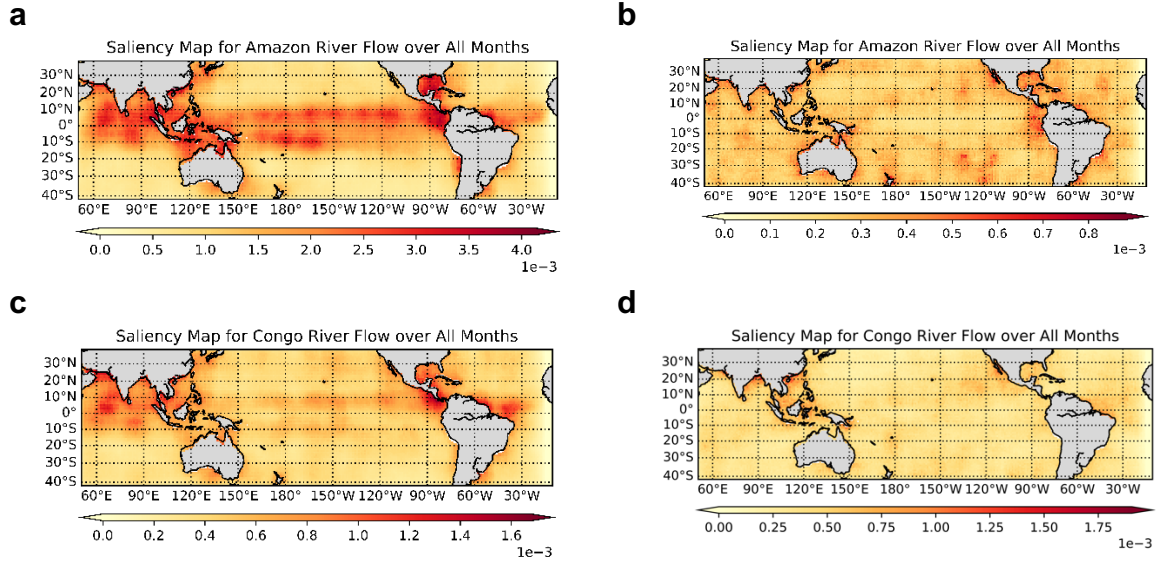 a
Saliency Map for Amazon River Flow over All Months
30°N
20°N
10°N
0°
10°S
20°S
30°S
40°S
60°E 90°E 120°E 150°E 180° 150°W 120°W 90°W 60°W 30°W
0.0 0.5 1.0 1.5 2.0 2.5 3.0 3.5 4.0
1e−3
b
Saliency Map for Amazon River Flow over All Months
30°N
20°N
10°N
0°
10°S
20°S
30°S
40°S
60°E 90°E 120°E 150°E 180° 150°W 120°W 90°W 60°W 30°W
0.0 0.1 0.2 0.3 0.4 0.5 0.6 0.7 0.8
1e−3
c
Saliency Map for Congo River Flow over All Months
30°N
20°N
10°N
0°
10°S
20°S
30°S
40°S
60°E 90°E 120°E 150°E 180° 150°W 120°W 90°W 60°W 30°W
0.0 0.2 0.4 0.6 0.8 1.0 1.2 1.4 1.6
1e−3
d
Saliency Map for Congo River Flow over All Months
30°N
20°N
10°N
0°
10°S
20°S
30°S
40°S
60°E 90°E 120°E 150°E 180° 150°W 120°W 90°W 60°W 30°W
0.00 0.25 0.50 0.75 1.00 1.25 1.50 1.75
1e−3